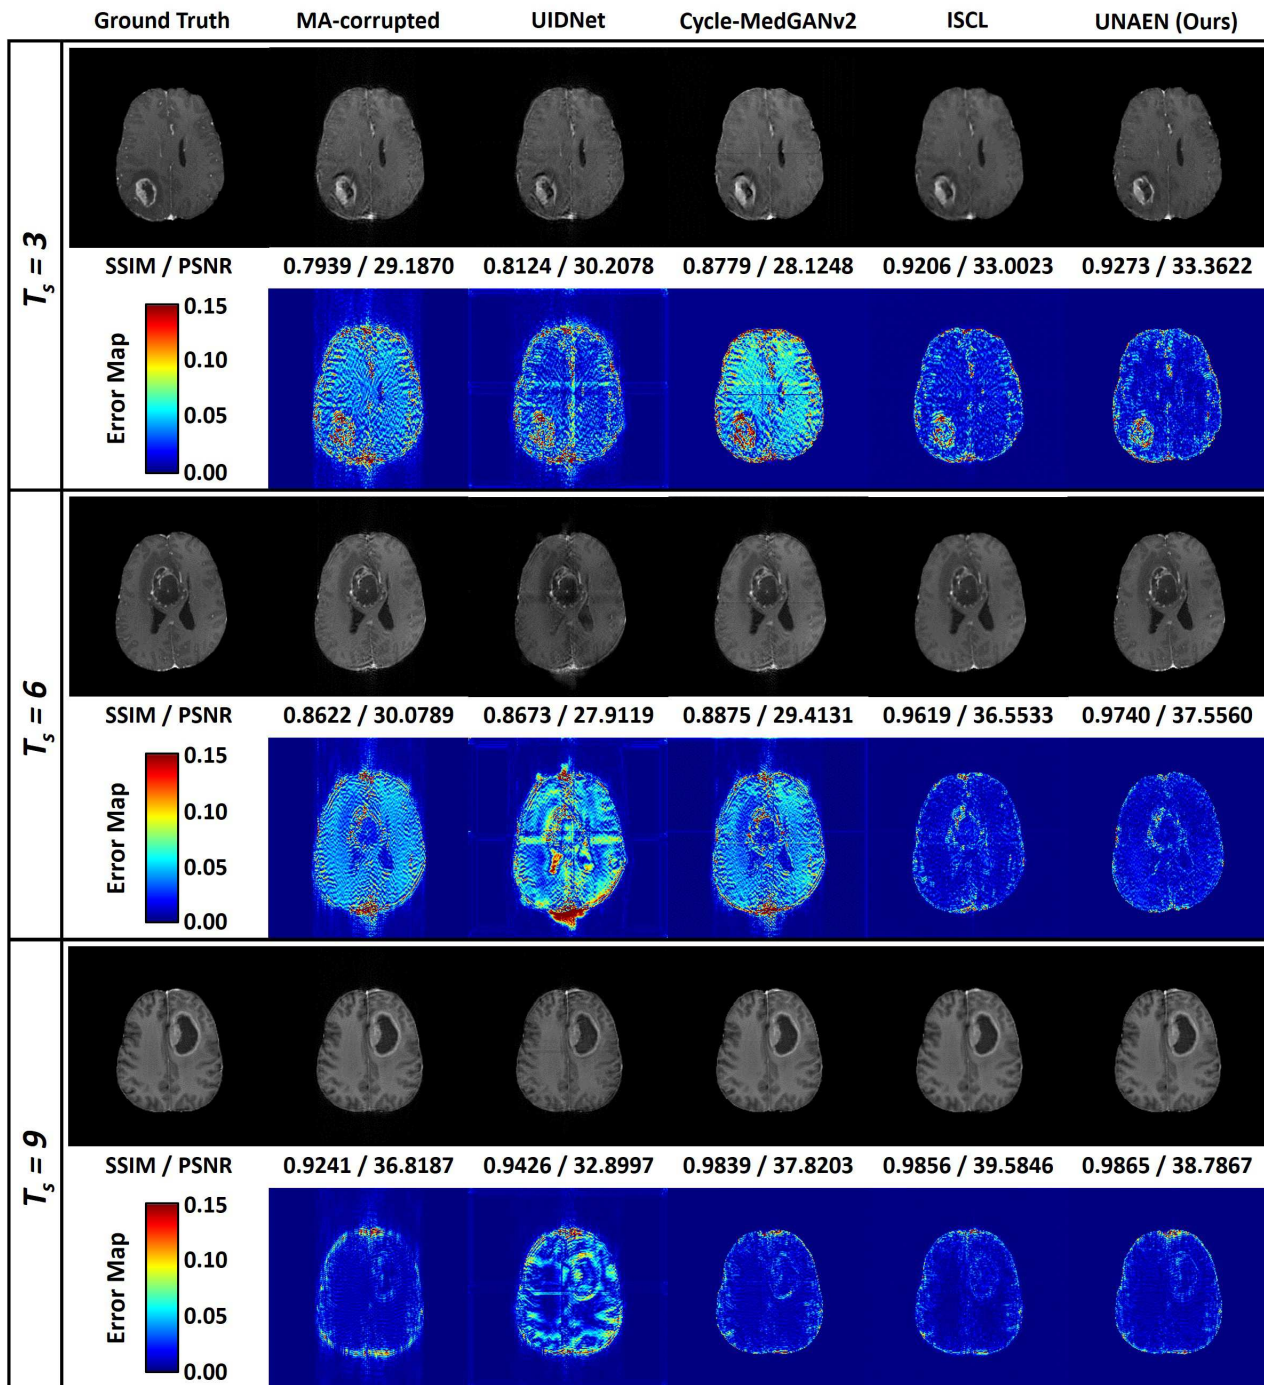 Ground Truth MA-corrupted UIDNet Cycle-MedGANv2 ISCL UNAEN (Ours)
T_s = 3
SSIM / PSNR 0.7939 / 29.1870 0.8124 / 30.2078 0.8779 / 28.1248 0.9206 / 33.0023 0.9273 / 33.3622
Error Map
0.15
0.10
0.05
0.00
T_s = 6
SSIM / PSNR 0.8622 / 30.0789 0.8673 / 27.9119 0.8875 / 29.4131 0.9619 / 36.5533 0.9740 / 37.5560
Error Map
0.15
0.10
0.05
0.00
T_s = 9
SSIM / PSNR 0.9241 / 36.8187 0.9426 / 32.8997 0.9839 / 37.8203 0.9856 / 39.5846 0.9865 / 38.7867
Error Map
0.15
0.10
0.05
0.00